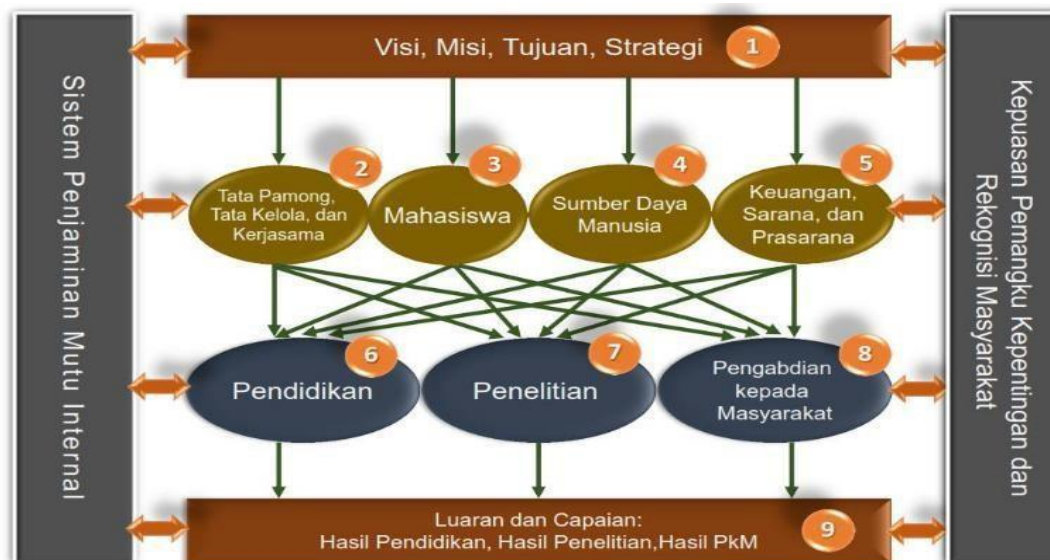 Sistem Penjaminan Mutu Internal
Visi, Misi, Tujuan, Strategi
1
2
Tata Pamong,
Tata Kelola, dan
Kerjasama
3
Mahasiswa
4
Sumber Daya
Manusia
5
Keuangan,
Sarana, dan
Prasarana
6
Pendidikan
7
Penelitian
8
Pengabdian
kepada
Masyarakat
Luaran dan Capaian:
Hasil Pendidikan, Hasil Penelitian,Hasil PkM
9
Kepuasan Pemangku Kepentingan dan
Rekognisi Masyarakat